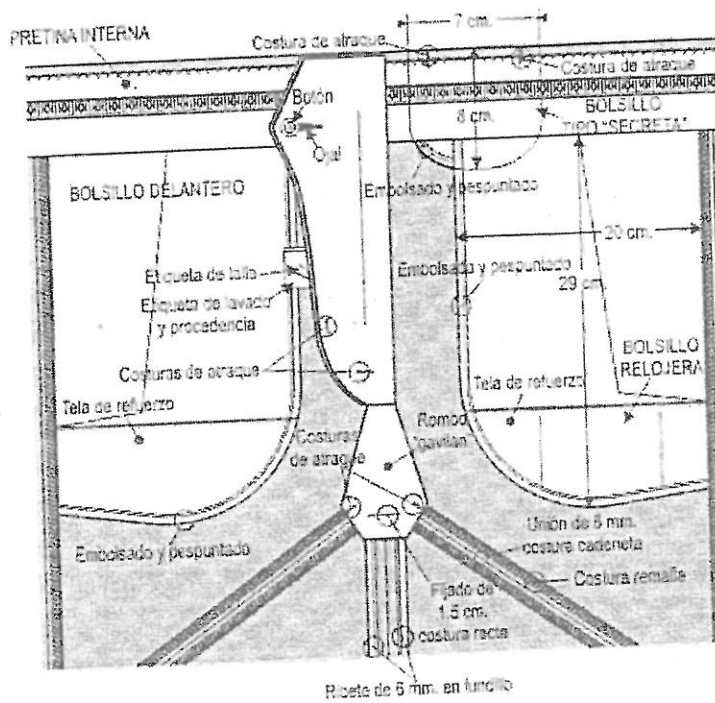 PRETINA INTERNA
Costura de atraque
7 cm.
Costura de atraque
Botón
8 cm.
BOLSILLO
TIPO "SECRETA"
Ojal
Embolsado y pespuntado
BOLSILLO DELANTERO
20 cm.
Etiqueta de talla
Embolsado y pespuntado
29 cm
Etiqueta de lavado
y procedencia
BOLSILLO
RELOJERA
Costuras de atraque
Tela de refuerzo
Tela de refuerzo
Costuras
de atraque
"gavilan"
Embolsado y pespuntado
Unión de 6 mm.
costura cadeneta
Fijado de
1.5 cm.
Costura remalle
costura recta
Ribete de 6 mm. en fundillo